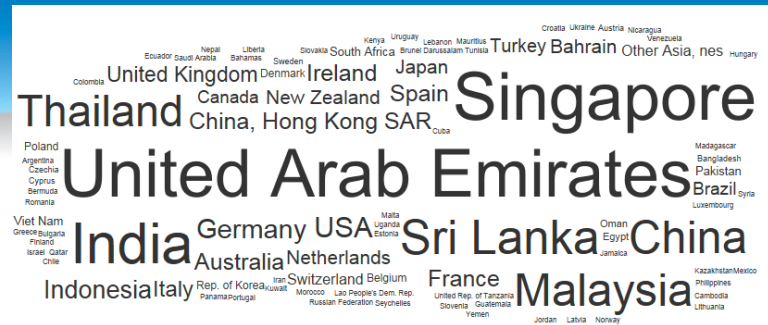 Croatia Ukraine Austria Nicaragua
Kenya Uruguay Lebanon Mauritius Venezuela
Nepal Liberia Slovakia South Africa Brunei Darussalam Tunisia Turkey Bahrain Other Asia, nes Hungary
Ecuador Saudi Arabia Bahamas Sweden
Colombia United Kingdom Denmark Ireland Japan
Thailand Canada New Zealand Spain Singapore
China, Hong Kong SAR Cuba
Poland Madagascar
Argentina Bangladesh
Czechia United Arab Emirates Pakistan
Cyprus
Bermuda Brazil Syria
Romania Luxembourg
Viet Nam Malta Oman
Greece Bulgaria India Germany USA Uganda Sri Lanka Egypt China
Finland Estonia
Israel Qatar Australia Netherlands Jamaica
Chile
Indonesia Italy Rep. of Korea Iran Switzerland Belgium France Malaysia Kazakhstan Mexico
Kuwait Philippines
Panama Portugal Morocco Lao People's Dem. Rep. United Rep. of Tanzania Cambodia
Russian Federation Seychelles Slovenia Guatemala Lithuania
Yemen
Jordan Latvia Norway